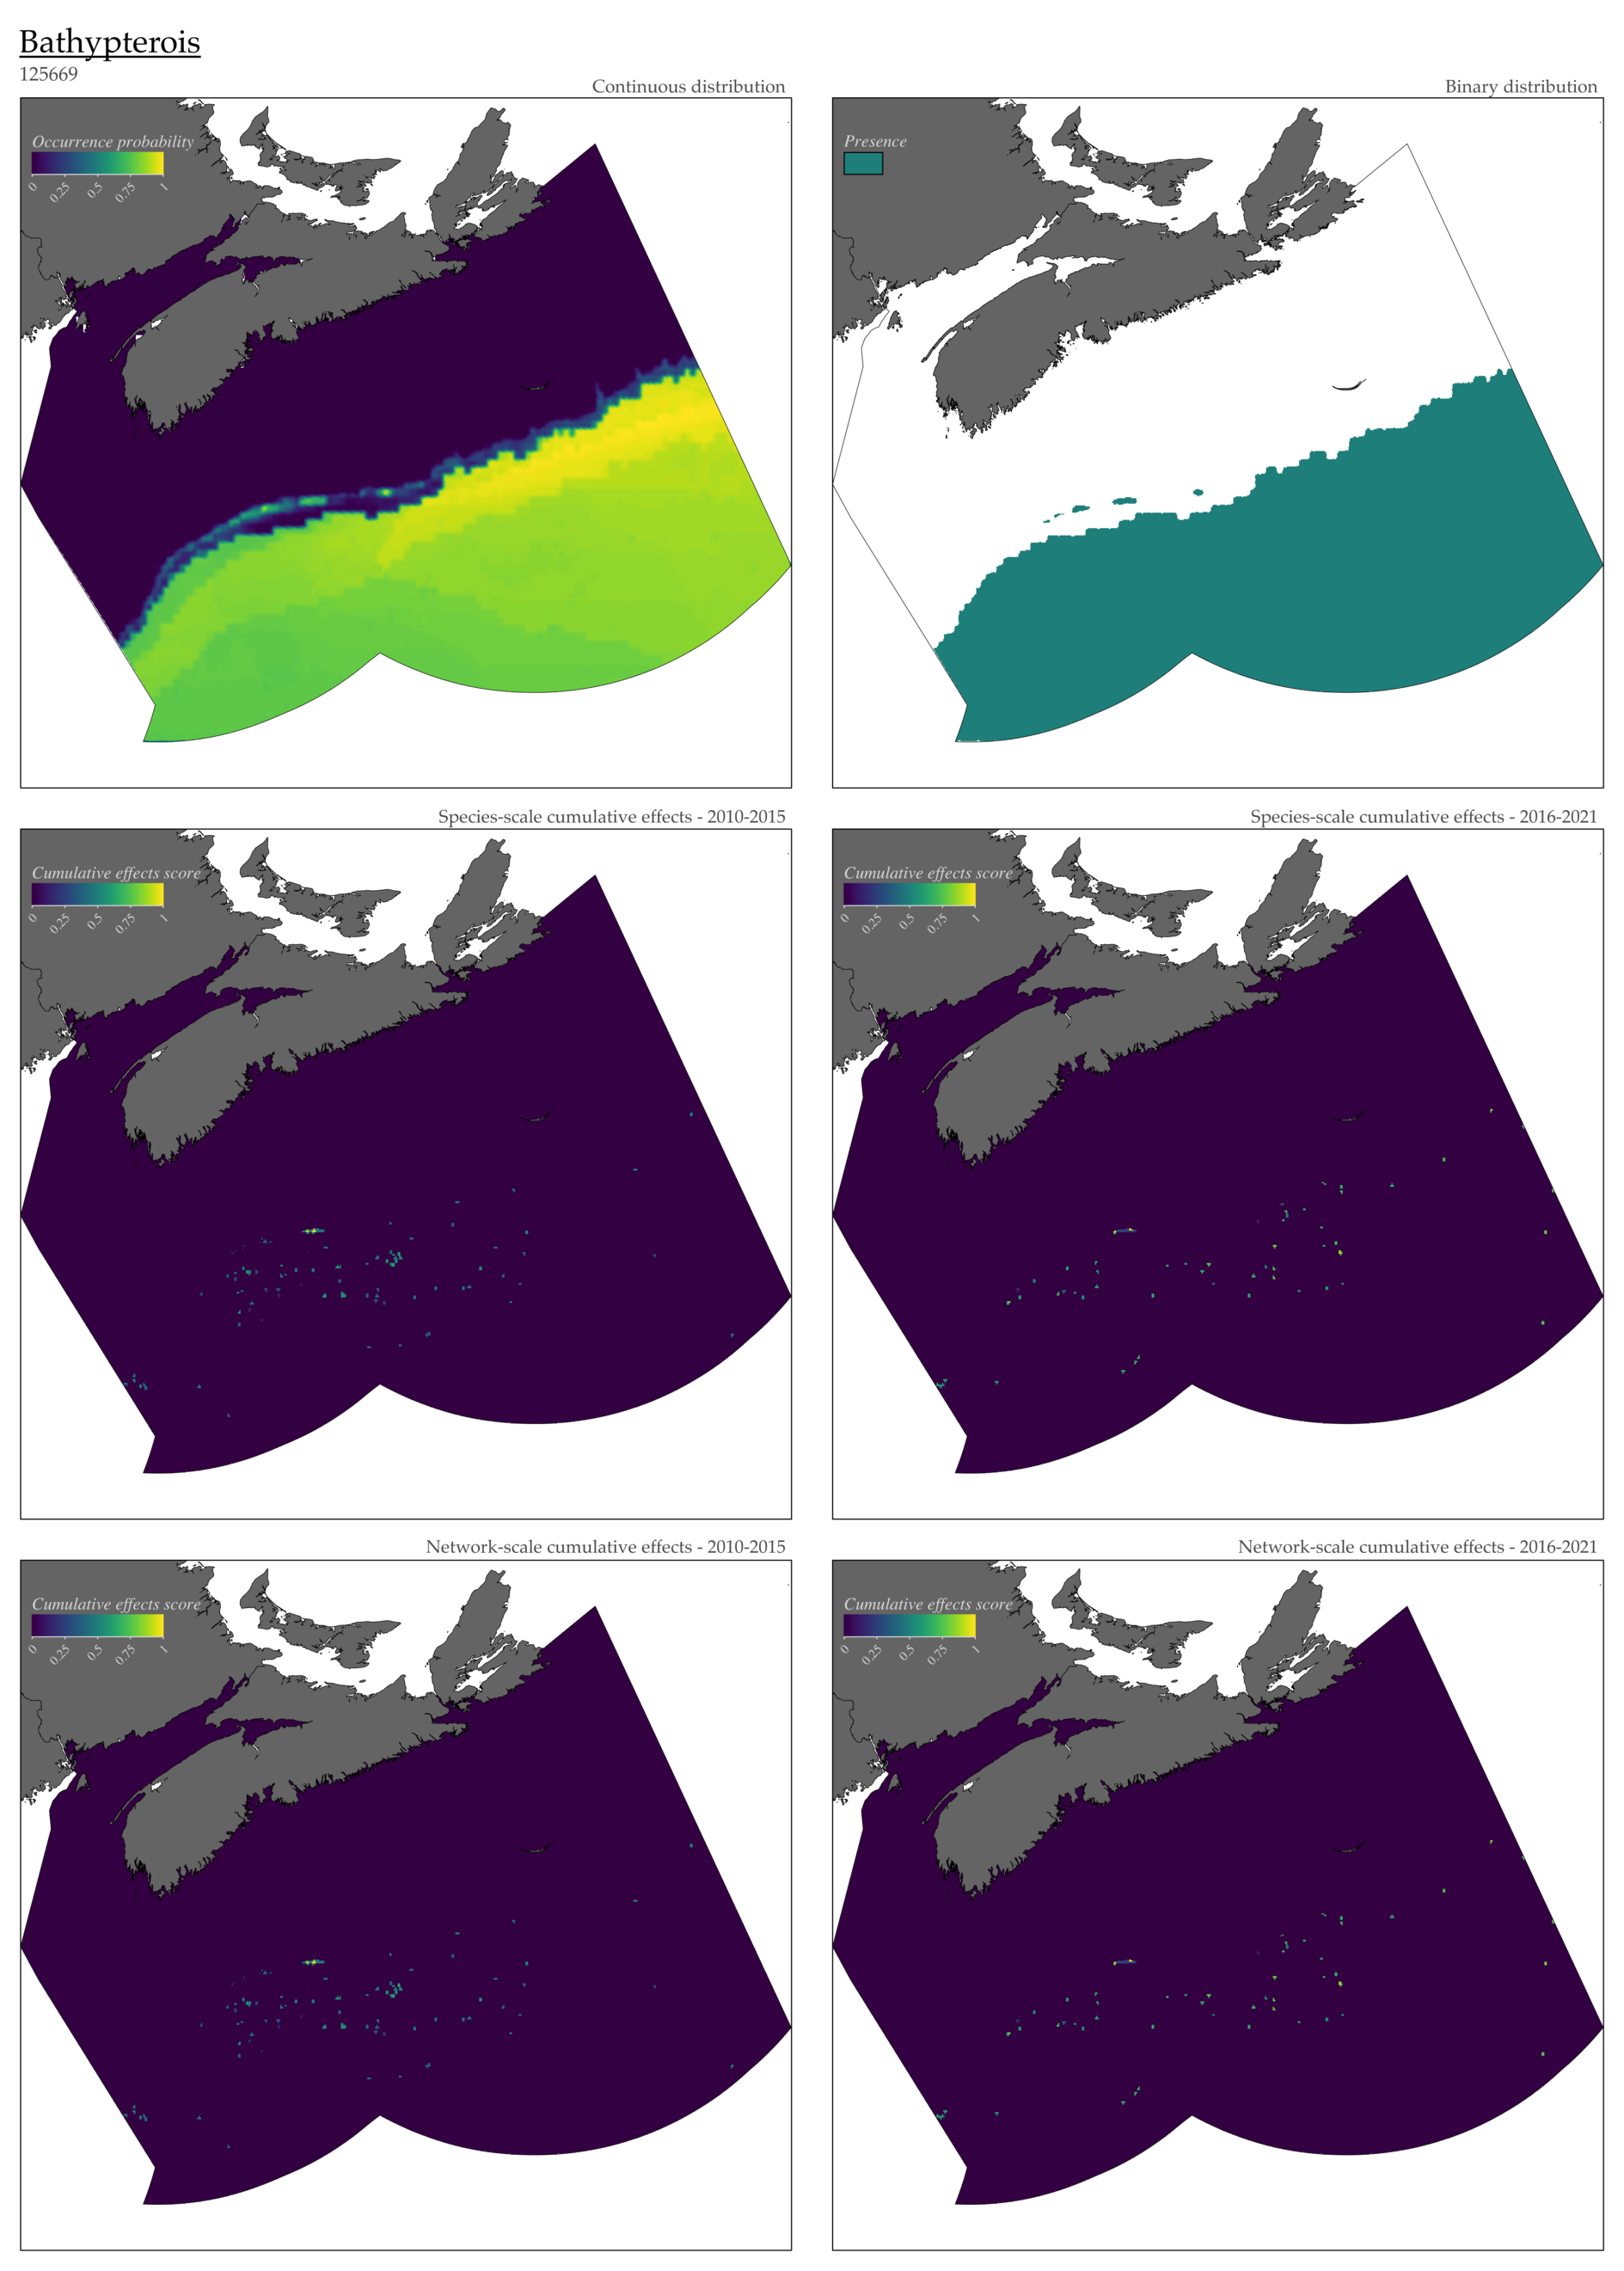 Bathypterois
125669
Continuous distribution
Binary distribution
Occurrence probability
0 0.25 0.5 0.75 1
Presence
Species-scale cumulative effects - 2010-2015
Species-scale cumulative effects - 2016-2021
Cumulative effects score
0 0.25 0.5 0.75 1
Cumulative effects score
0 0.25 0.5 0.75 1
Network-scale cumulative effects - 2010-2015
Network-scale cumulative effects - 2016-2021
Cumulative effects score
0 0.25 0.5 0.75 1
Cumulative effects score
0 0.25 0.5 0.75 1